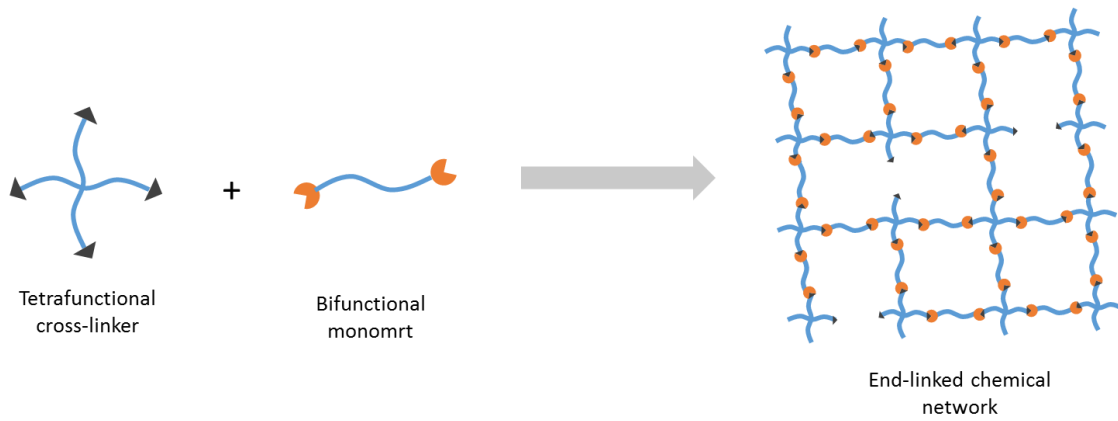 +
Tetrafunctional
cross-linker
Bifunctional
monomrt
End-linked chemical
network